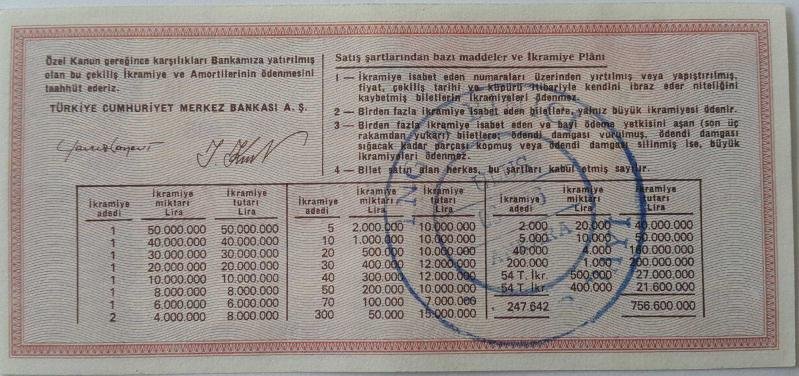 Özel Kanun gereğince karşılıkları Bankamıza yatırılmış
olan bu çekiliş İkramiye ve Amortilerinin ödenmesini
taahhüt ederiz.
TÜRKİYE CUMHURİYET MERKEZ BANKASI A. Ş.
Satış şartlarından bazı maddeler ve İkramiye Plânı
1 — İkramiye isabet eden numaraları üzerinden yırtılmış veya yapıştırılmış,
fiyat, çekiliş tarihi ve küpürü itibariyle kendini ibraz eder niteliğini
kaybetmiş biletlerin ikramiyeleri ödenmez.
2 — Birden fazla ikramiye isabet eden biletlere, yalnız büyük ikramiyesi ödenir.
3 — Birden fazla ikramiye isabet eden ve bayi ödeme yetkisini aşan (son üç
rakamdan yukarı) biletlere; ödendi damgası vurulmuş, ödendi damgası
sığacak kadar parçası kopmuş veya ödendi damgası silinmiş ise, büyük
ikramiyeleri ödenmez.
4 — Bilet satın alan herkes, bu şartları kabul etmiş sayılır.
İkramiye adedi İkramiye miktarı Lira İkramiye tutarı Lira
1 50.000.000 50.000.000
1 40.000.000 40.000.000
1 30.000.000 30.000.000
1 20.000.000 20.000.000
1 10.000.000 10.000.000
1 8.000.000 8.000.000
1 6.000.000 6.000.000
2 4.000.000 8.000.000
İkramiye adedi İkramiye miktarı Lira İkramiye tutarı Lira
5 2.000.000 10.000.000
10 1.000.000 10.000.000
20 500.000 10.000.000
30 400.000 12.000.000
40 300.000 12.000.000
50 200.000 10.000.000
70 100.000 7.000.000
300 50.000 15.000.000
İkramiye adedi İkramiye miktarı Lira İkramiye tutarı Lira
2.000 20.000 40.000.000
5.000 10.000 50.000.000
40.000 4.000 160.000.000
200.000 1.000 200.000.000
54 T. İkr 500.000 27.000.000
54 T. İkr. 400.000 21.600.000
247.642 756.600.000
ULUS
ANKARA